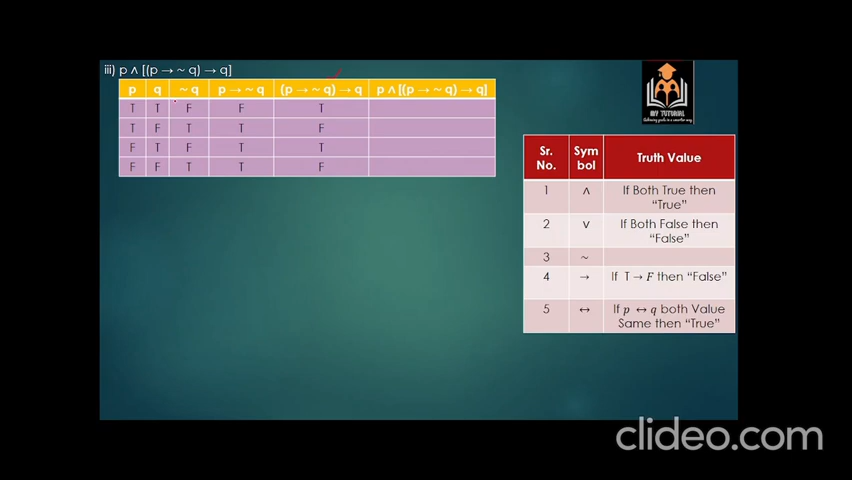 iii) p ∧ [(p → ~ q) → q]
p q ~ q p → ~ q (p → ~ q) → q p ∧ [(p → ~ q) → q]
T T F F T
T F T T F
F T F T T
F F T T F
MY TUTORIAL
Sr. No. Sym bol Truth Value
1 ∧ If Both True then
"True"
2 ∨ If Both False then
"False"
3 ~
4 → If T → F then "False"
5 ↔ If p ↔ q both Value
Same then "True"
clideo.com